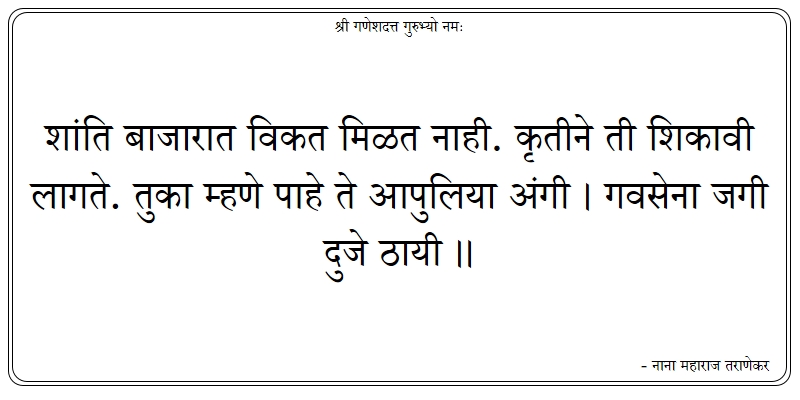 श्री गणेशदत्त गुरुभ्यो नमः
शांति बाजारात विकत मिळत नाही. कृतीने ती शिकावी
लागते. तुका म्हणे पाहे ते आपुलिया अंगी । गवसेना जगी
दुजे ठायी ॥
- नाना महाराज तराणेकर